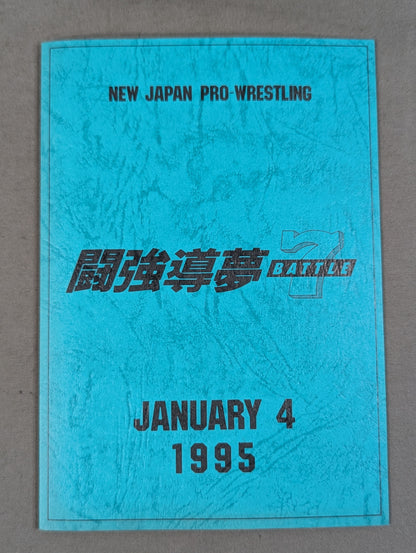 NEW JAPAN PRO-WRESTLING
闘強導夢 BATTLE 7
JANUARY 4
1995